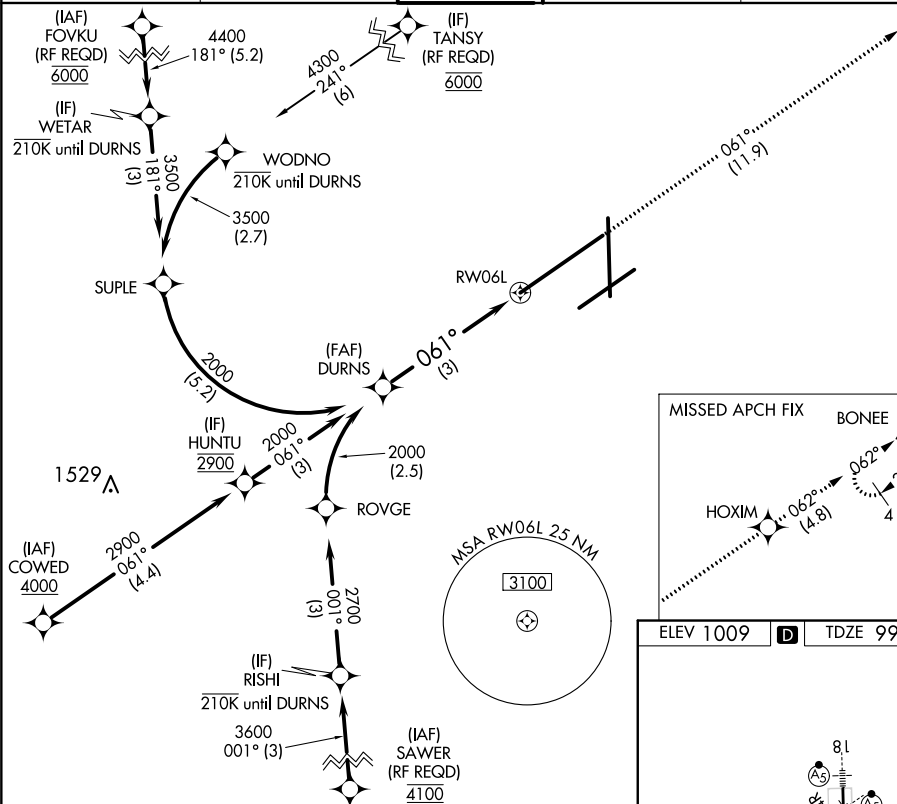 (IAF)
FOVKU
(RF REQD)
6000
4400
181° (5.2)
(IF)
TANSY
(RF REQD)
6000
4300
241°
(6)
(IF)
WETAR
210K until DURNS
3500
181°
(3)
WODNO
210K until DURNS
3500
(2.7)
061°
(11.9)
SUPLE
RW06L
2000
(5.2)
(FAF)
DURNS
061°
(3)
(IF)
HUNTU
2900
2000
061°
(3)
2000
(2.5)
1529
ROVGE
(IAF)
COWED
4000
2900
061°
(4.4)
MISSED APCH FIX
BONEE
062°
HOXIM
062°
(4.8)
4
MSA RW06L 25 NM
3100
2700
001°
(3)
(IF)
RISHI
210K until DURNS
3600
001° (3)
(IAF)
SAWER
(RF REQD)
4100
ELEV 1009
D
TDZE 99
18
A5